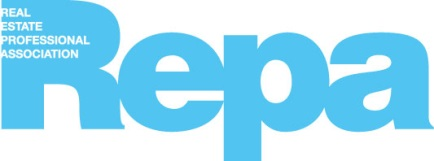 REAL
ESTATE
PROFESSIONAL
ASSOCIATION
Repa